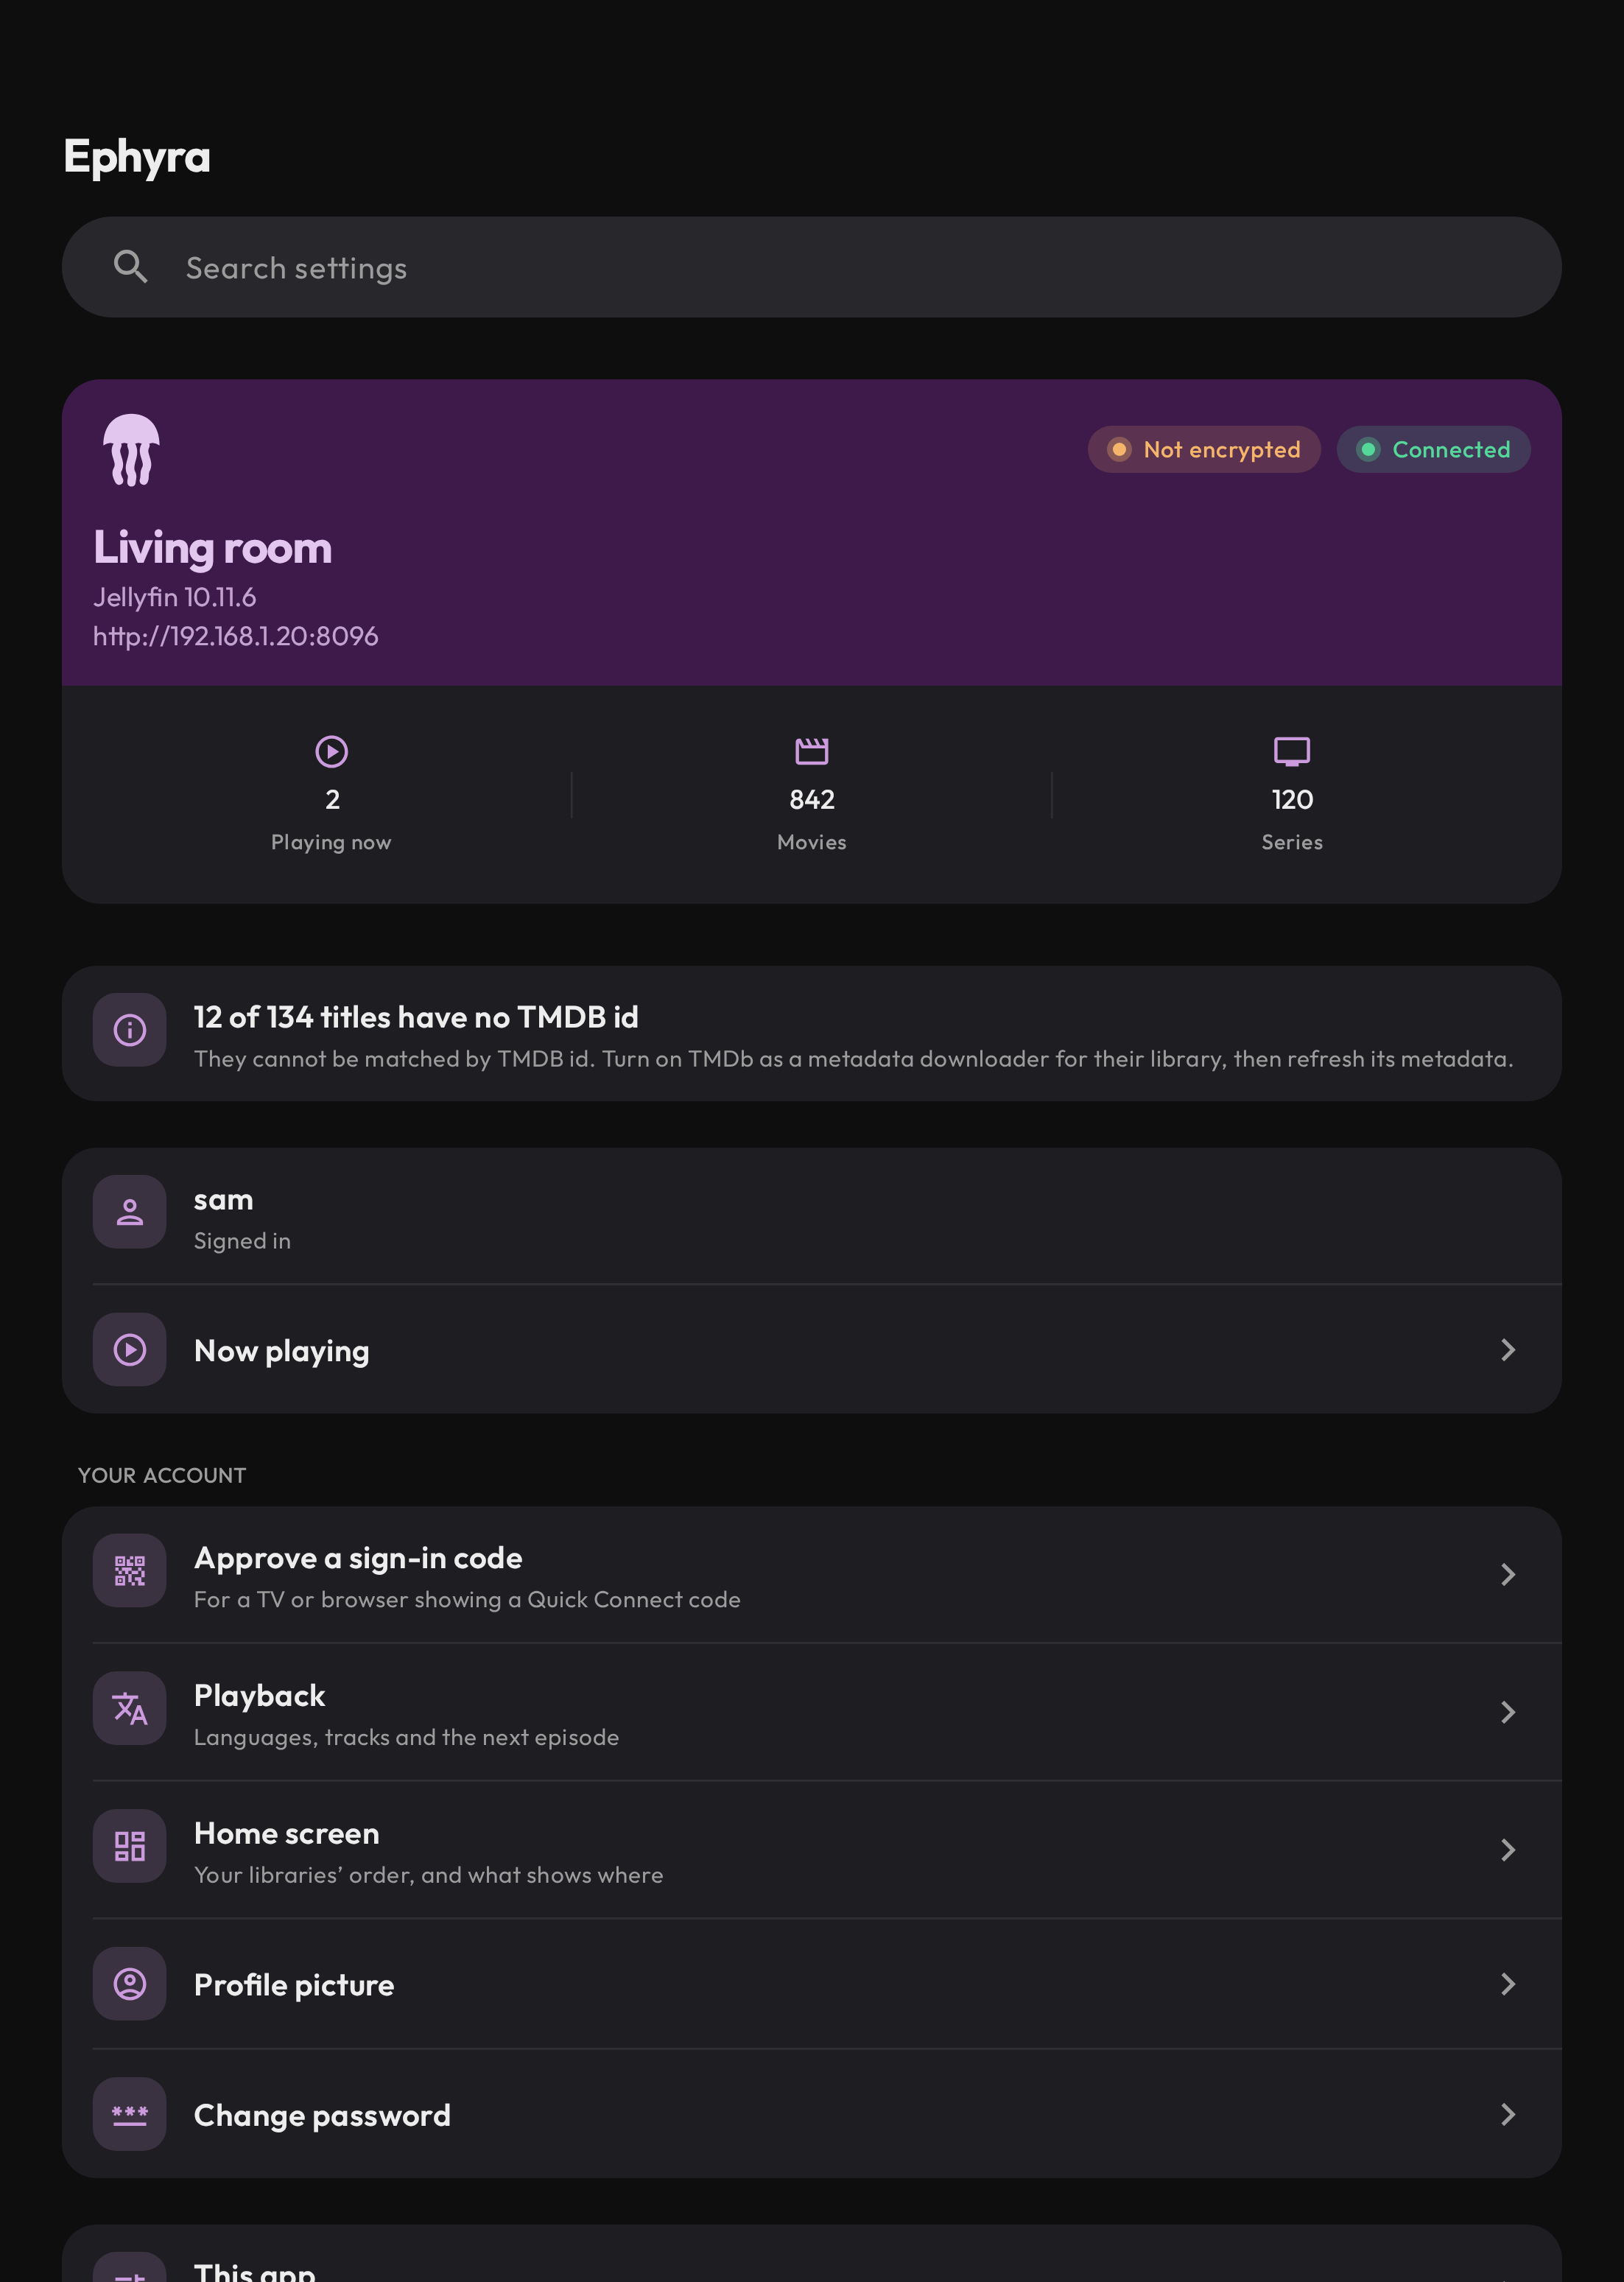 Ephyra
Search settings
Not encrypted
Connected
Living room
Jellyfin 10.11.6
http://192.168.1.20:8096
2
842
120
Playing now
Movies
Series
12 of 134 titles have no TMDB id
They cannot be matched by TMDB id. Turn on TMDb as a metadata downloader for their library, then refresh its metadata.
sam
Signed in
Now playing
YOUR ACCOUNT
Approve a sign-in code
For a TV or browser showing a Quick Connect code
Playback
Languages, tracks and the next episode
Home screen
Your libraries’ order, and what shows where
Profile picture
Change password
This app